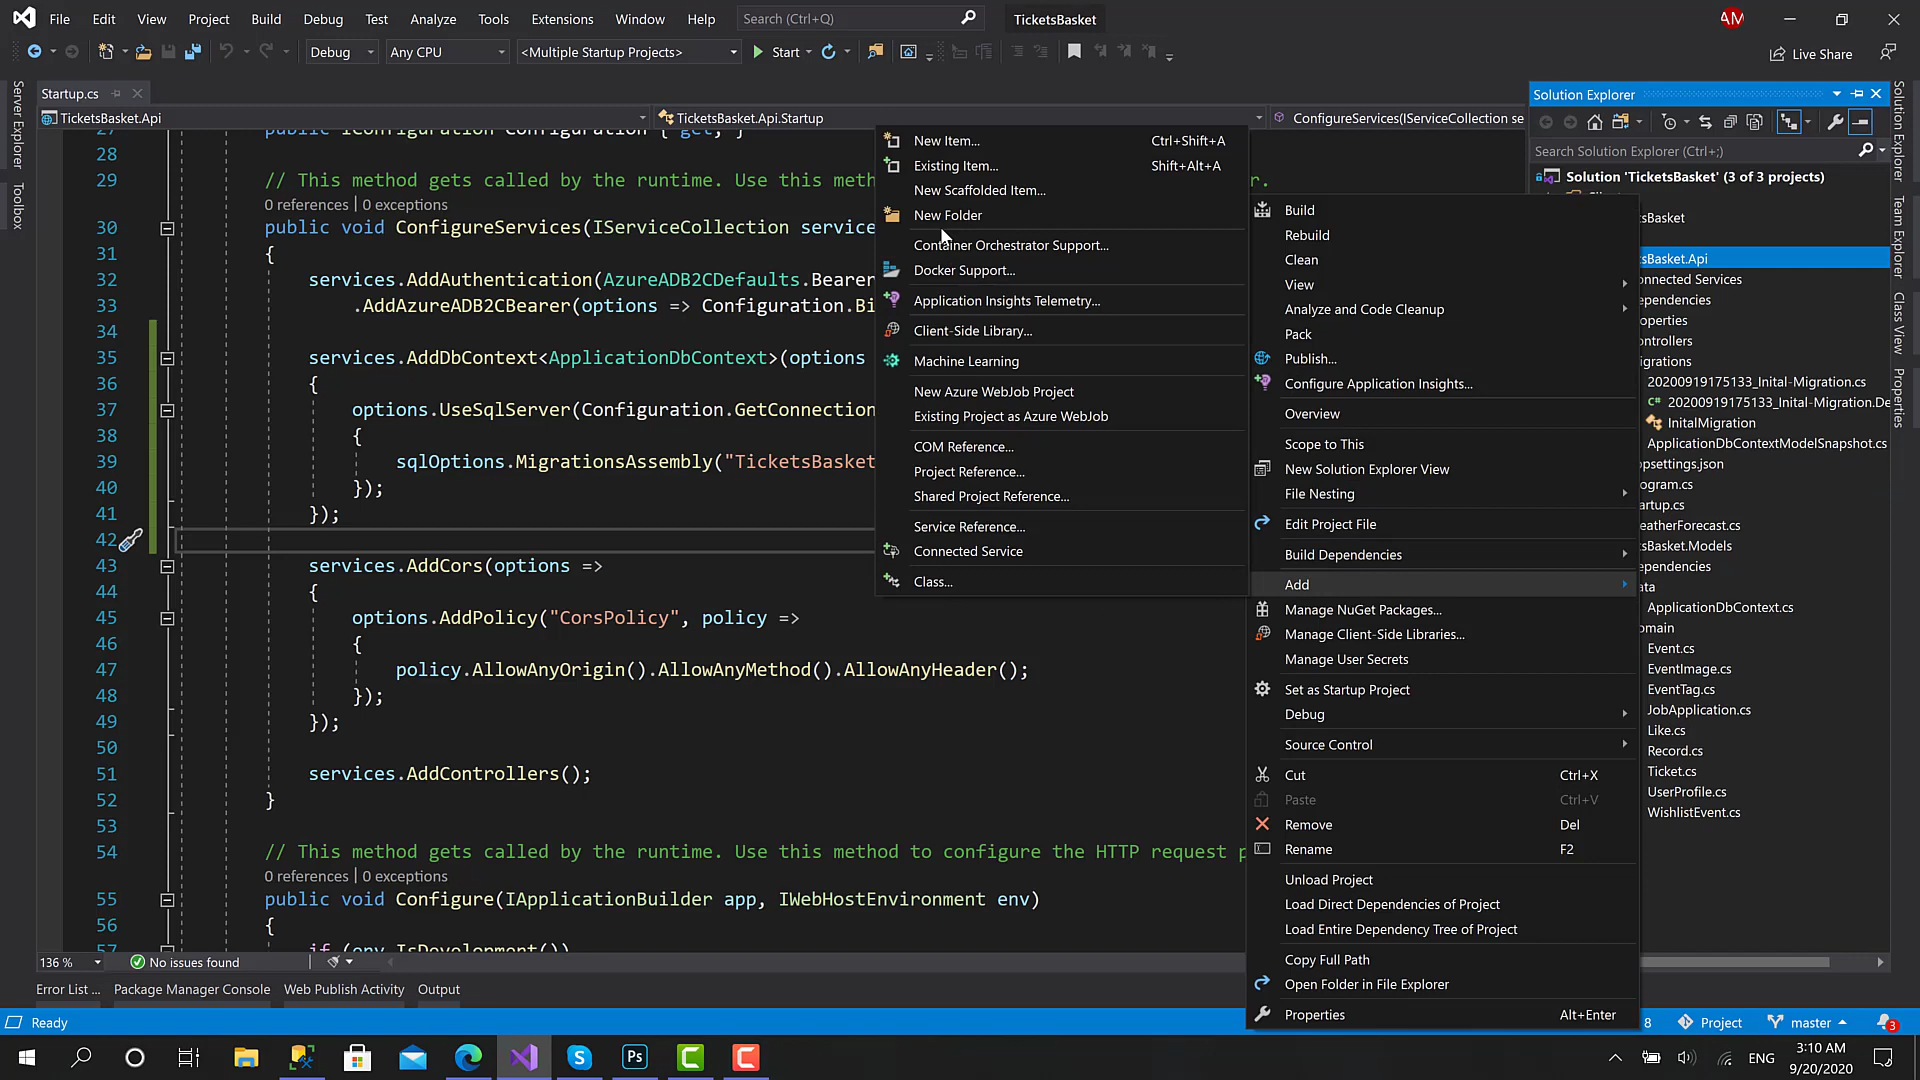 File Edit View Project Build Debug Test Analyze Tools Extensions Window Help Search (Ctrl+Q) TicketsBasket AM
Debug Any CPU <Multiple Startup Projects> Start Live Share
Server Explorer
Toolbox
Startup.cs
TicketsBasket.Api TicketsBasket.Api.Startup ConfigureServices(IServiceCollection se
27 public IConfiguration Configuration { get; }
28
29 // This method gets called by the runtime. Use this met r.
0 references | 0 exceptions
30 public void ConfigureServices(IServiceCollection service
31 {
32 services.AddAuthentication(AzureADB2CDefaults.Bearer
33 .AddAzureADB2CBearer(options => Configuration.Bi
34
35 services.AddDbContext<ApplicationDbContext>(options
36 {
37 options.UseSqlServer(Configuration.GetConnection
38 {
39 sqlOptions.MigrationsAssembly("TicketsBasket
40 });
41 });
42
43 services.AddCors(options =>
44 {
45 options.AddPolicy("CorsPolicy", policy =>
46 {
47 policy.AllowAnyOrigin().AllowAnyMethod().AllowAnyHeader();
48 });
49 });
50
51 services.AddControllers();
52 }
53
54 // This method gets called by the runtime. Use this method to configure the HTTP request p
0 references | 0 exceptions
55 public void Configure(IApplicationBuilder app, IWebHostEnvironment env)
56 {
57 if (env.IsDevelopment())
New Item... Ctrl+Shift+A
Existing Item... Shift+Alt+A
New Scaffolded Item...
New Folder
Container Orchestrator Support...
Docker Support...
Application Insights Telemetry...
Client-Side Library...
Machine Learning
New Azure WebJob Project
Existing Project as Azure WebJob
COM Reference...
Project Reference...
Shared Project Reference...
Service Reference...
Connected Service
Class...
Build
Rebuild
Clean
View
Analyze and Code Cleanup
Pack
Publish...
Configure Application Insights...
Overview
Scope to This
New Solution Explorer View
File Nesting
Edit Project File
Build Dependencies
Add
Manage NuGet Packages...
Manage Client-Side Libraries...
Manage User Secrets
Set as Startup Project
Debug
Source Control
Cut Ctrl+X
Paste Ctrl+V
Remove Del
Rename F2
Unload Project
Load Direct Dependencies of Project
Load Entire Dependency Tree of Project
Copy Full Path
Open Folder in File Explorer
Properties Alt+Enter
Solution Explorer
Search Solution Explorer (Ctrl+;)
Solution 'TicketsBasket' (3 of 3 projects)
sBasket
sBasket.Api
onnected Services
ependencies
operties
ontrollers
igrations
20200919175133_Inital-Migration.cs
C# 20200919175133_Inital-Migration.De
InitalMigration
ApplicationDbContextModelSnapshot.cs
ppsettings.json
ogram.cs
artup.cs
eatherForecast.cs
sBasket.Models
ependencies
ata
ApplicationDbContext.cs
omain
Event.cs
EventImage.cs
EventTag.cs
JobApplication.cs
Like.cs
Record.cs
Ticket.cs
UserProfile.cs
WishlistEvent.cs
Solution Explorer
Team Explorer
Class View
Properties
136 % No issues found
Error List ... Package Manager Console Web Publish Activity Output
Ready 8 Project master 3
Ps C C ENG 3:10 AM
9/20/2020